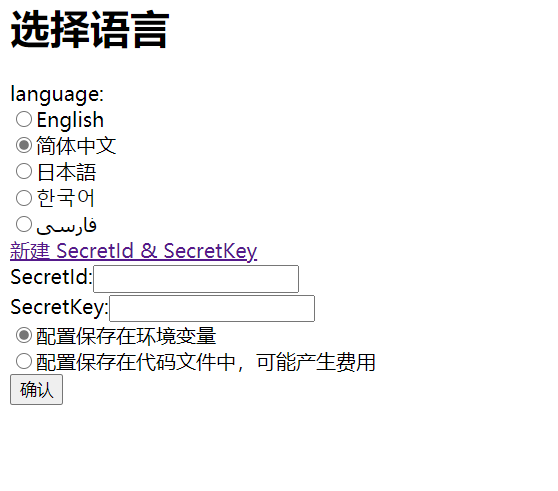 选择语言
language:
English
简体中文
日本語
한국어
فارسی
新建 SecretId & SecretKey
SecretId:
SecretKey:
配置保存在环境变量
配置保存在代码文件中，可能产生费用
确认